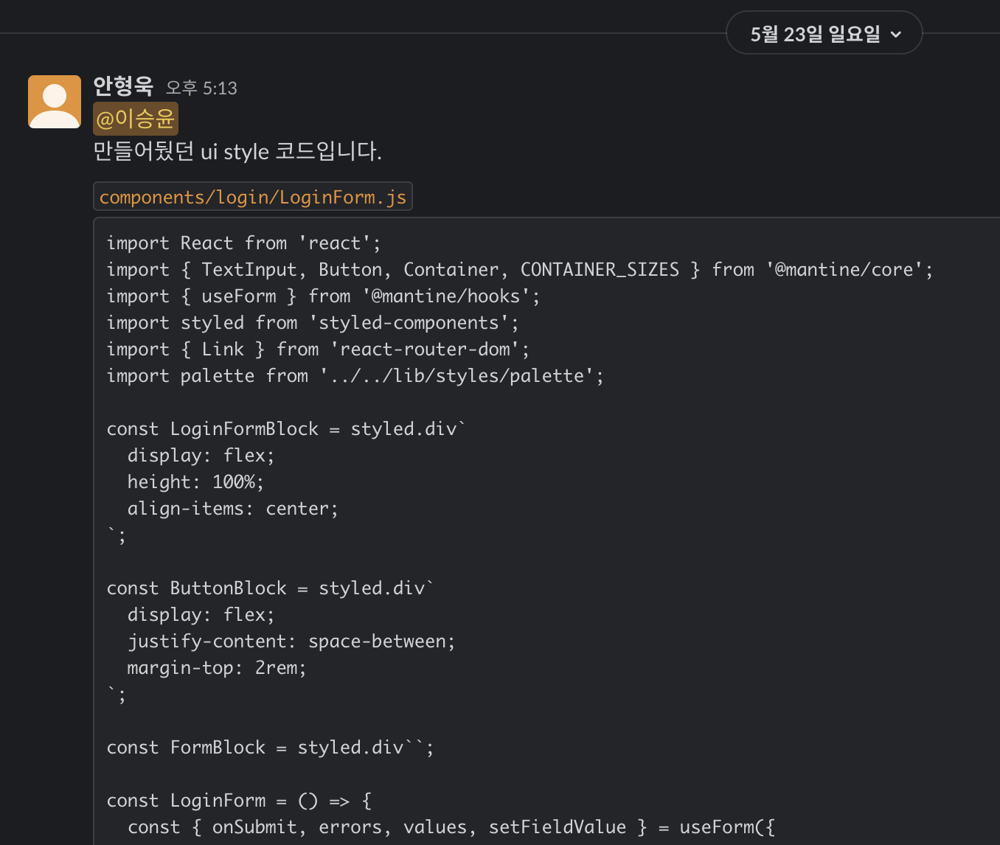 5월 23일 일요일
안형욱 오후 5:13
@이승윤
만들어뒀던 ui style 코드입니다.
components/login/LoginForm.js
import React from 'react';
import { TextInput, Button, Container, CONTAINER_SIZES } from '@mantine/core';
import { useForm } from '@mantine/hooks';
import styled from 'styled-components';
import { Link } from 'react-router-dom';
import palette from '../../lib/styles/palette';
const LoginFormBlock = styled.div`
  display: flex;
  height: 100%;
  align-items: center;
`;
const ButtonBlock = styled.div`
  display: flex;
  justify-content: space-between;
  margin-top: 2rem;
`;
const FormBlock = styled.div``;
const LoginForm = () => {
  const { onSubmit, errors, values, setFieldValue } = useForm({